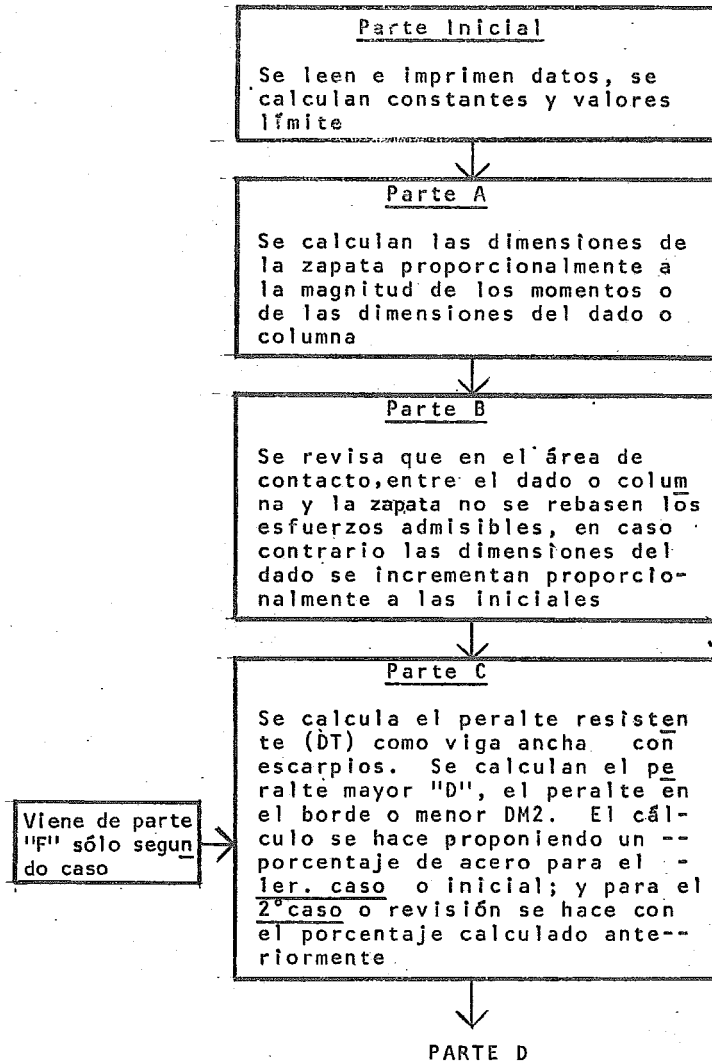 Parte Inicial
Se leen e imprimen datos, se
calculan constantes y valores
límite
Parte A
Se calculan las dimensiones de
la zapata proporcionalmente a
la magnitud de los momentos o
de las dimensiones del dado o
columna
Parte B
Se revisa que en el área de
contacto,entre el dado o colum
na y la zapata no se rebasen los
esfuerzos admisibles, en caso
contrario las dimensiones del
dado se incrementan proporcio-
nalmente a las iniciales
Parte C
Se calcula el peralte resisten
te (DT) como viga ancha con
escarpios. Se calculan el pe
ralte mayor "D", el peralte en
el borde o menor DM2. El cál-
culo se hace proponiendo un --
porcentaje de acero para el -
1er. caso o inicial; y para el
2°caso o revisión se hace con
el porcentaje calculado ante--
riormente
Viene de parte
"F" sólo segun
do caso
PARTE D